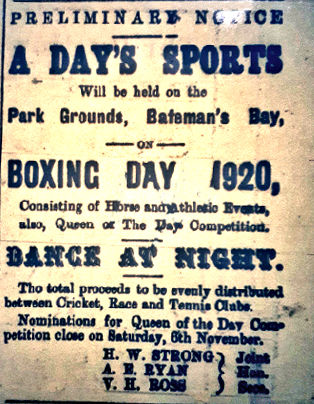 PRELIMINARY NOTICE
A DAY'S SPORTS
Will be held on the
Park Grounds, Bateman's Bay,
ON
BOXING DAY 1920,
Consisting of Horse and Athletic Events,
also, Queen of The Day Competition.
DANCE AT NIGHT.
The total proceeds to be evenly distributed
between Cricket, Race and Tennis Clubs.
Nominations for Queen of the Day Com-
petition close on Saturday, 6th November.
H. W. STRONG } Joint
A. E. RYAN } Hon.
V. H. ROSS } Secs.